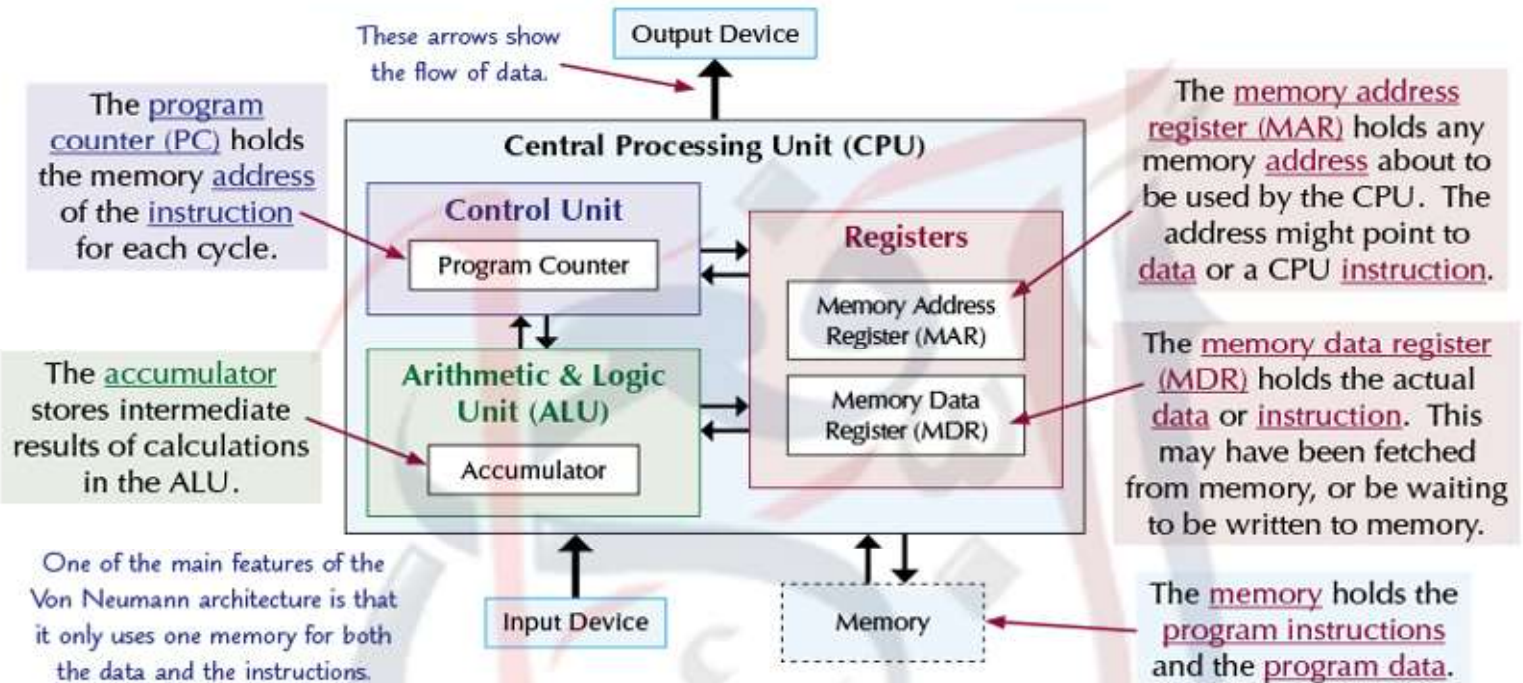 These arrows show
the flow of data.
Output Device
The program
counter (PC) holds
the memory address
of the instruction
for each cycle.
Central Processing Unit (CPU)
Control Unit
Program Counter
Registers
Memory Address
Register (MAR)
Memory Data
Register (MDR)
The memory address
register (MAR) holds any
memory address about to
be used by the CPU. The
address might point to
data or a CPU instruction.
The accumulator
stores intermediate
results of calculations
in the ALU.
Arithmetic & Logic
Unit (ALU)
Accumulator
The memory data register
(MDR) holds the actual
data or instruction. This
may have been fetched
from memory, or be waiting
to be written to memory.
One of the main features of the
Von Neumann architecture is that
it only uses one memory for both
the data and the instructions.
Input Device
Memory
The memory holds the
program instructions
and the program data.